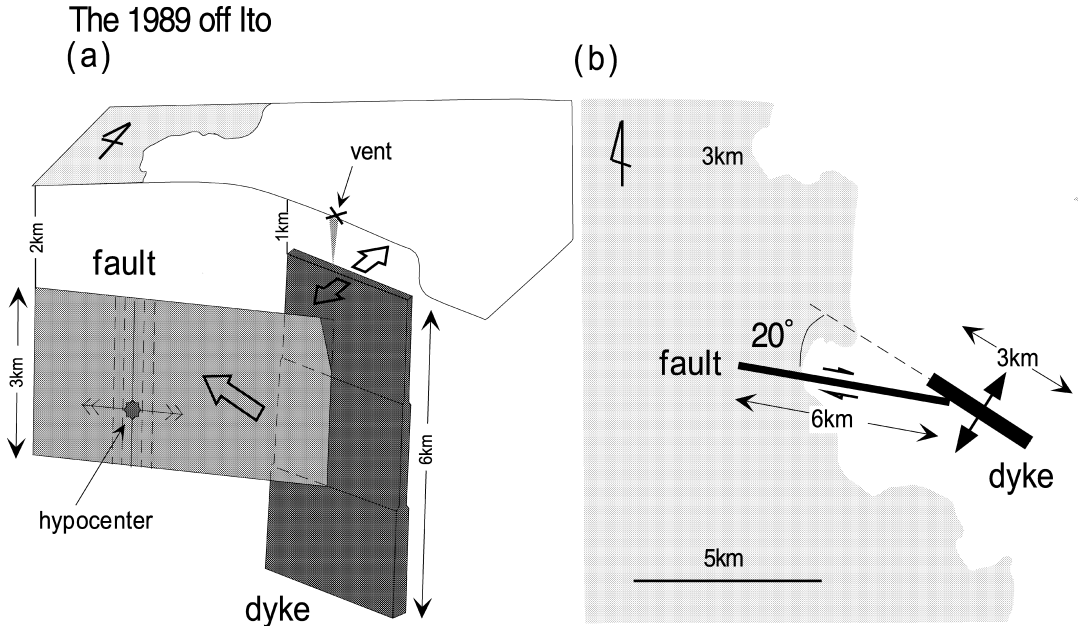 The 1989 off Ito
(a)
vent
2km
1km
fault
3km
6km
hypocenter
dyke
(b)
3km
20°
fault
3km
6km
dyke
5km